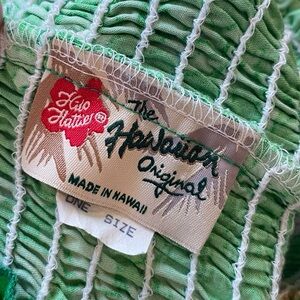 Hilo
Hattie's ®
The
Hawaiian
Original
MADE IN HAWAII
ONE SIZE